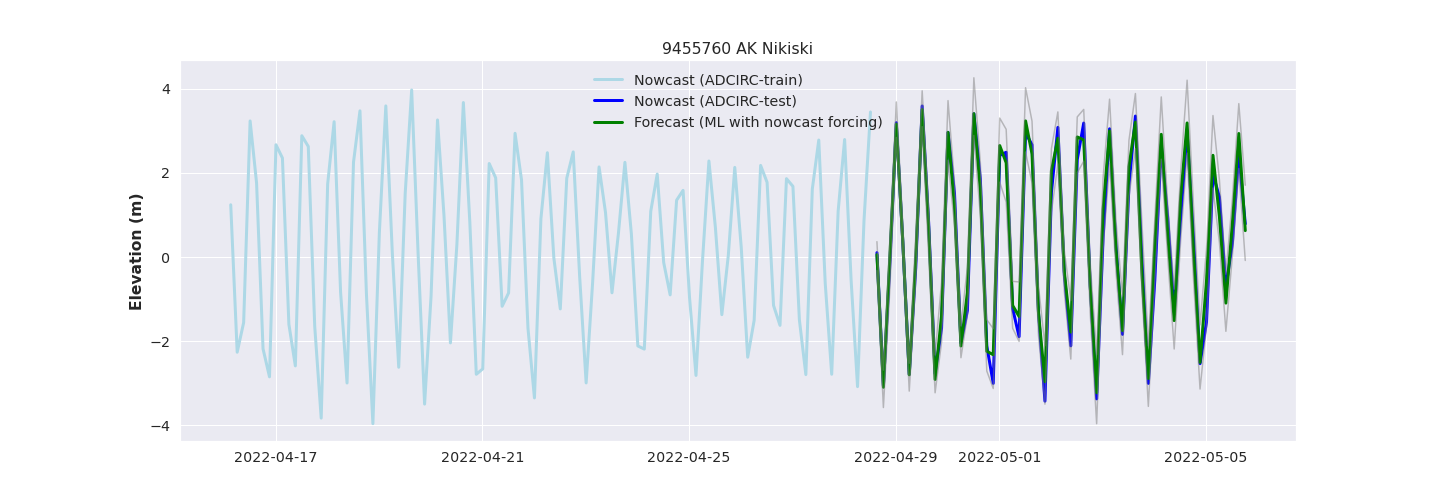 9455760 AK Nikiski
Nowcast (ADCIRC-train)
Nowcast (ADCIRC-test)
Forecast (ML with nowcast forcing)
Elevation (m)
4
2
0
−2
−4
2022-04-17
2022-04-21
2022-04-25
2022-04-29
2022-05-01
2022-05-05